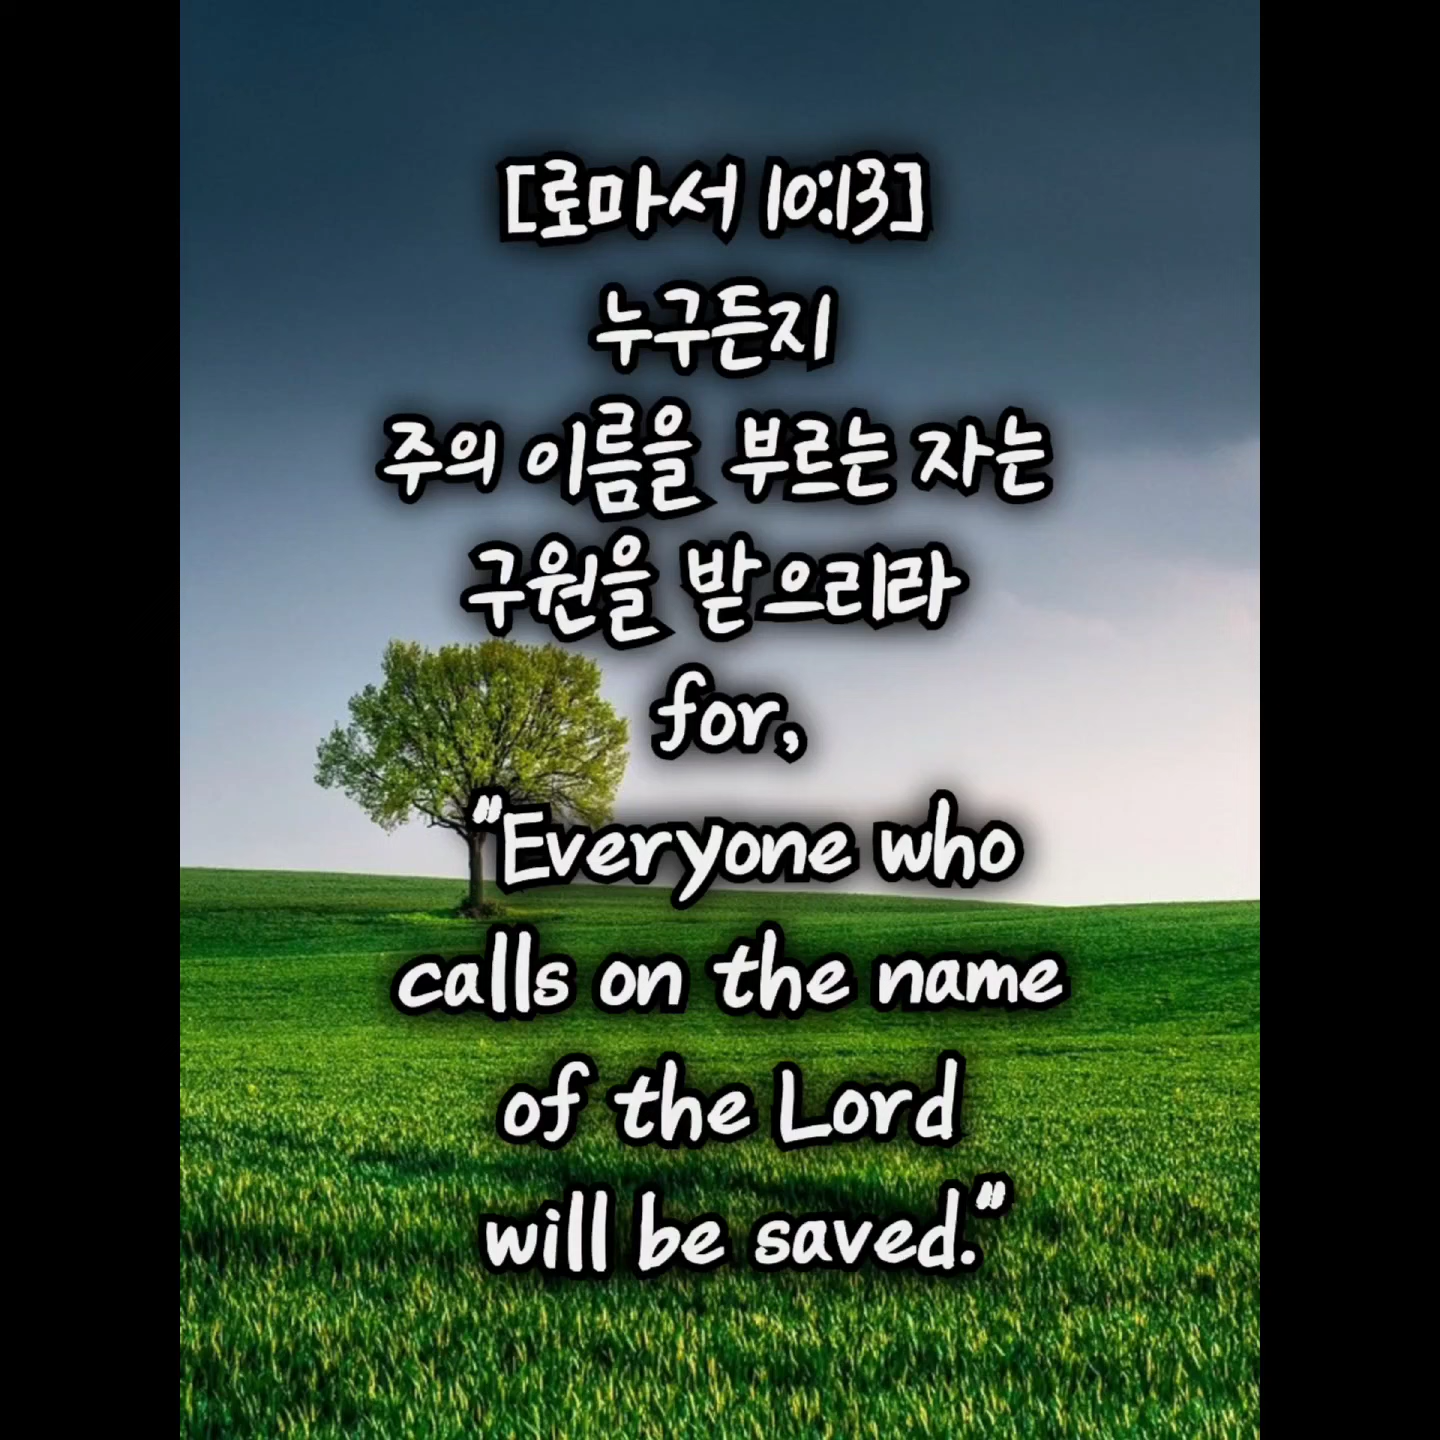 [로마서 10:13]
누구든지
주의 이름을 부르는 자는
구원을 받으리라
for,
"Everyone who
calls on the name
of the Lord
will be saved."